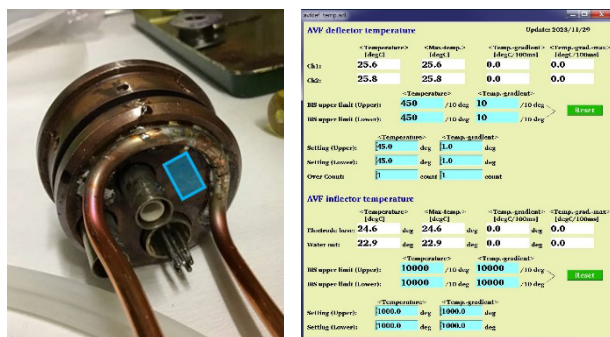 avfdef_temp.adl
AVF deflector temperature Update: 2023/11/29
<Temperature> <Max-temp.> <Temp.-gradient> <Temp.-grad.-max>
[degC] [degC] [degC/100ms] [degC/100ms]
Ch1: 25.6 25.6 0.0 0.0
Ch2: 25.8 25.8 0.0 0.0
<Temperature> <Temp.-gradient>
BIS upper limit (Upper): 450 /10 deg 10 /10 deg
BIS upper limit (Lower): 450 /10 deg 10 /10 deg
> Reset
<Temperature> <Temp.-gradient>
Setting (Upper): 45.0 deg 1.0 deg
Setting (Lower): 45.0 deg 1.0 deg
Over Count: 1 count 1 count
AVF inflector temperature
<Temperature> <Max-temp.> <Temp.-gradient> <Temp.-grad.-max>
[degC] [degC] [degC/100ms] [degC/100ms]
Electrode base: 24.6 deg 24.6 deg 0.0 deg 0.0
Water out: 22.9 deg 22.9 deg 0.0 deg 0.0
<Temperature> <Temp.-gradient>
BIS upper limit (Upper): 10000 /10 deg 10000 /10 deg
BIS upper limit (Lower): 10000 /10 deg 10000 /10 deg
> Reset
<Temperature> <Temp.-gradient>
Setting (Upper): 1000.0 deg 1000.0 deg
Setting (Lower): 1000.0 deg 1000.0 deg